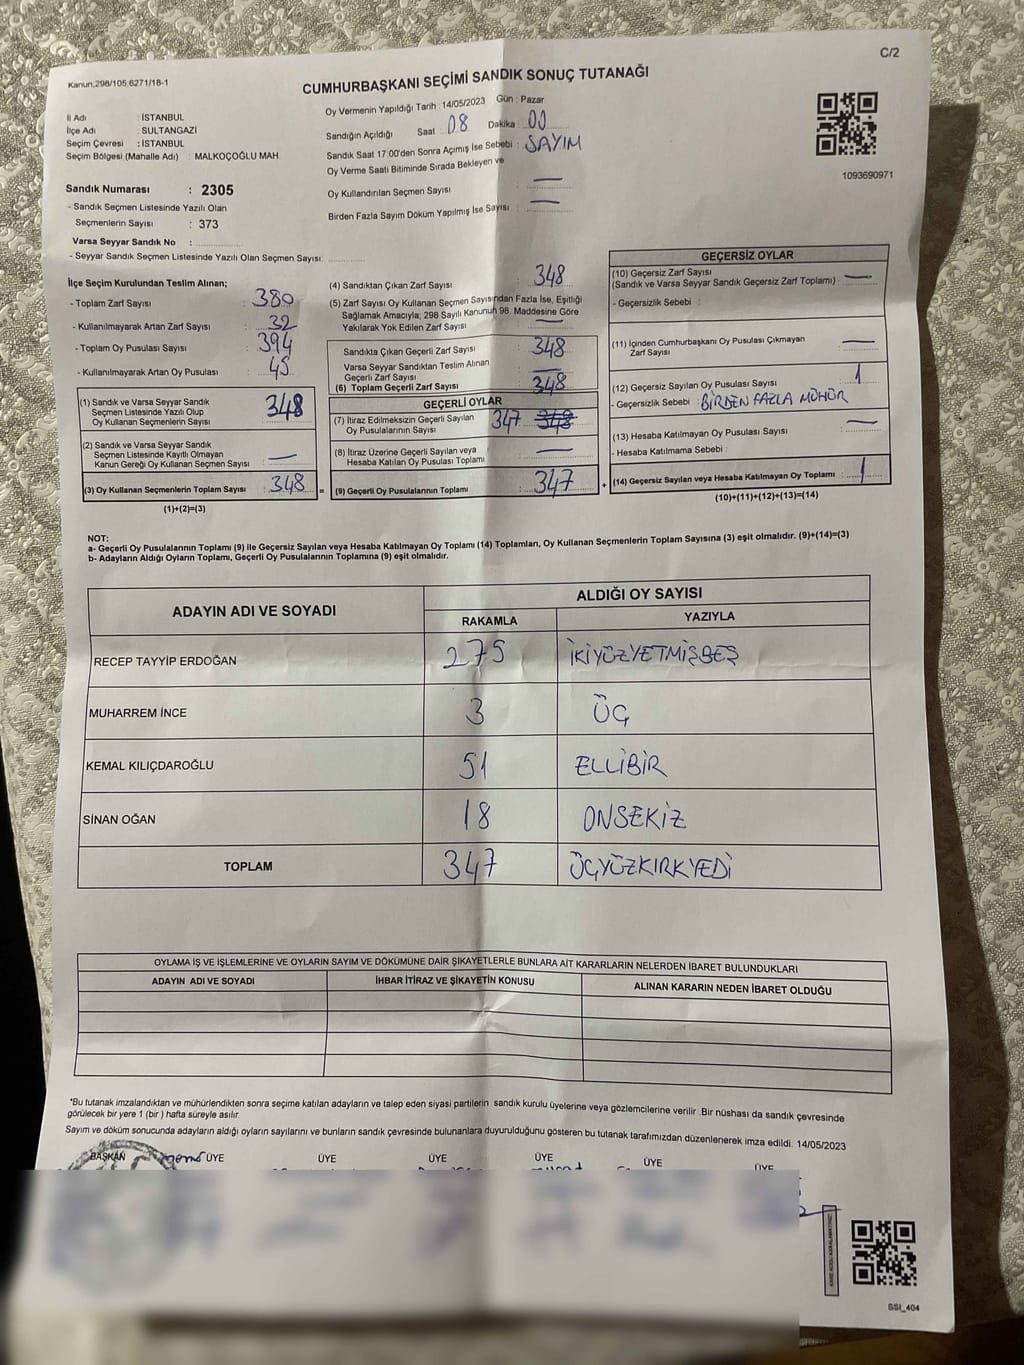 C/2
Kanun,298/105,6271/18-1
CUMHURBAŞKANI SEÇİMİ SANDIK SONUÇ TUTANAĞI
İl Adı : İSTANBUL
İlçe Adı : SULTANGAZİ
Seçim Çevresi : İSTANBUL
Seçim Bölgesi (Mahalle Adı) : MALKOÇOĞLU MAH
Sandık Numarası : 2305
- Sandık Seçmen Listesinde Yazılı Olan
Seçmenlerin Sayısı : 373
Varsa Seyyar Sandık No :
- Seyyar Sandık Seçmen Listesinde Yazılı Olan Seçmen Sayısı:
Oy Vermenin Yapıldığı Tarih : 14/05/2023 Gün : Pazar
Sandığın Açıldığı Saat 08 Dakika : 00
Sandık Saat 17:00'den Sonra Açımış İse Sebebi : SAYIM
Oy Verme Saati Bitiminde Sırada Bekleyen ve
Oy Kullandırılan Seçmen Sayısı : —
Birden Fazla Sayım Döküm Yapılmış İse Sayısı : —
1093690971
İlçe Seçim Kurulundan Teslim Alınan;
- Toplam Zarf Sayısı : 380
- Kullanılmayarak Artan Zarf Sayısı : 32
- Toplam Oy Pusulası Sayısı : 394
- Kullanılmayarak Artan Oy Pusulası : 45
(1) Sandık ve Varsa Seyyar Sandık
Seçmen Listesinde Yazılı Olup
Oy Kullanan Seçmenlerin Sayısı : 348
(2) Sandık ve Varsa Seyyar Sandık
Seçmen Listesinde Kayıtlı Olmayan
Kanun Gereği Oy Kullanan Seçmen Sayısı : —
(3) Oy Kullanan Seçmenlerin Toplam Sayısı : 348
(1)+(2)=(3)
(4) Sandıktan Çıkan Zarf Sayısı : 348
(5) Zarf Sayısı Oy Kullanan Seçmen Sayısından Fazla İse, Eşitliği
Sağlamak Amacıyla; 298 Sayılı Kanunun 98. Maddesine Göre
Yakılarak Yok Edilen Zarf Sayısı : —
Sandıkta Çıkan Geçerli Zarf Sayısı : 348
Varsa Seyyar Sandıktan Teslim Alınan
Geçerli Zarf Sayısı : —
(6) Toplam Geçerli Zarf Sayısı : 348
GEÇERLİ OYLAR
(7) İtiraz Edilmeksizin Geçerli Sayılan
Oy Pusulalarının Sayısı : 347 348
(8) İtiraz Üzerine Geçerli Sayılan veya
Hesaba Katılan Oy Pusulası Toplamı : —
= (9) Geçerli Oy Pusulalarının Toplamı : 347
GEÇERSİZ OYLAR
(10) Geçersiz Zarf Sayısı
(Sandık ve Varsa Seyyar Sandık Geçersiz Zarf Toplamı) : —
- Geçersizlik Sebebi :
(11) İçinden Cumhurbaşkanı Oy Pusulası Çıkmayan
Zarf Sayısı : —
(12) Geçersiz Sayılan Oy Pusulası Sayısı : 1
- Geçersizlik Sebebi : BİRDEN FAZLA MÜHÜR
(13) Hesaba Katılmayan Oy Pusulası Sayısı : —
- Hesaba Katılmama Sebebi :
+ (14) Geçersiz Sayılan veya Hesaba Katılmayan Oy Toplamı : 1
(10)+(11)+(12)+(13)=(14)
NOT:
a- Geçerli Oy Pusulalarının Toplamı (9) ile Geçersiz Sayılan veya Hesaba Katılmayan Oy Toplamı (14) Toplamları, Oy Kullanan Seçmenlerin Toplam Sayısına (3) eşit olmalıdır. (9)+(14)=(3)
b- Adayların Aldığı Oyların Toplamı, Geçerli Oy Pusulalarının Toplamına (9) eşit olmalıdır.
ADAYIN ADI VE SOYADI
ALDIĞI OY SAYISI
RAKAMLA YAZIYLA
RECEP TAYYİP ERDOĞAN 275 İKİYÜZYETMİŞBEŞ
MUHARREM İNCE 3 ÜÇ
KEMAL KILIÇDAROĞLU 51 ELLİBİR
SİNAN OĞAN 18 ONSEKİZ
TOPLAM 347 ÜÇYÜZKIRKYEDİ
OYLAMA İŞ VE İŞLEMLERİNE VE OYLARIN SAYIM VE DÖKÜMÜNE DAİR ŞİKAYETLERLE BUNLARA AİT KARARLARIN NELERDEN İBARET BULUNDUKLARI
ADAYIN ADI VE SOYADI İHBAR İTİRAZ VE ŞİKAYETİN KONUSU ALINAN KARARIN NEDEN İBARET OLDUĞU
*Bu tutanak imzalandıktan ve mühürlendikten sonra seçime katılan adayların ve talep eden siyasi partilerin sandık kurulu üyelerine veya gözlemcilerine verilir .Bir nüshası da sandık çevresinde
görülecek bir yere 1 (bir ) hafta süreyle asılır.
Sayım ve döküm sonucunda adayların aldığı oyların sayılarını ve bunların sandık çevresinde bulunanlara duyurulduğunu gösteren bu tutanak tarafımızdan düzenlenerek imza edildi. 14/05/2023
BAŞKAN ÜYE ÜYE ÜYE ÜYE ÜYE ÜYE
SSI_404